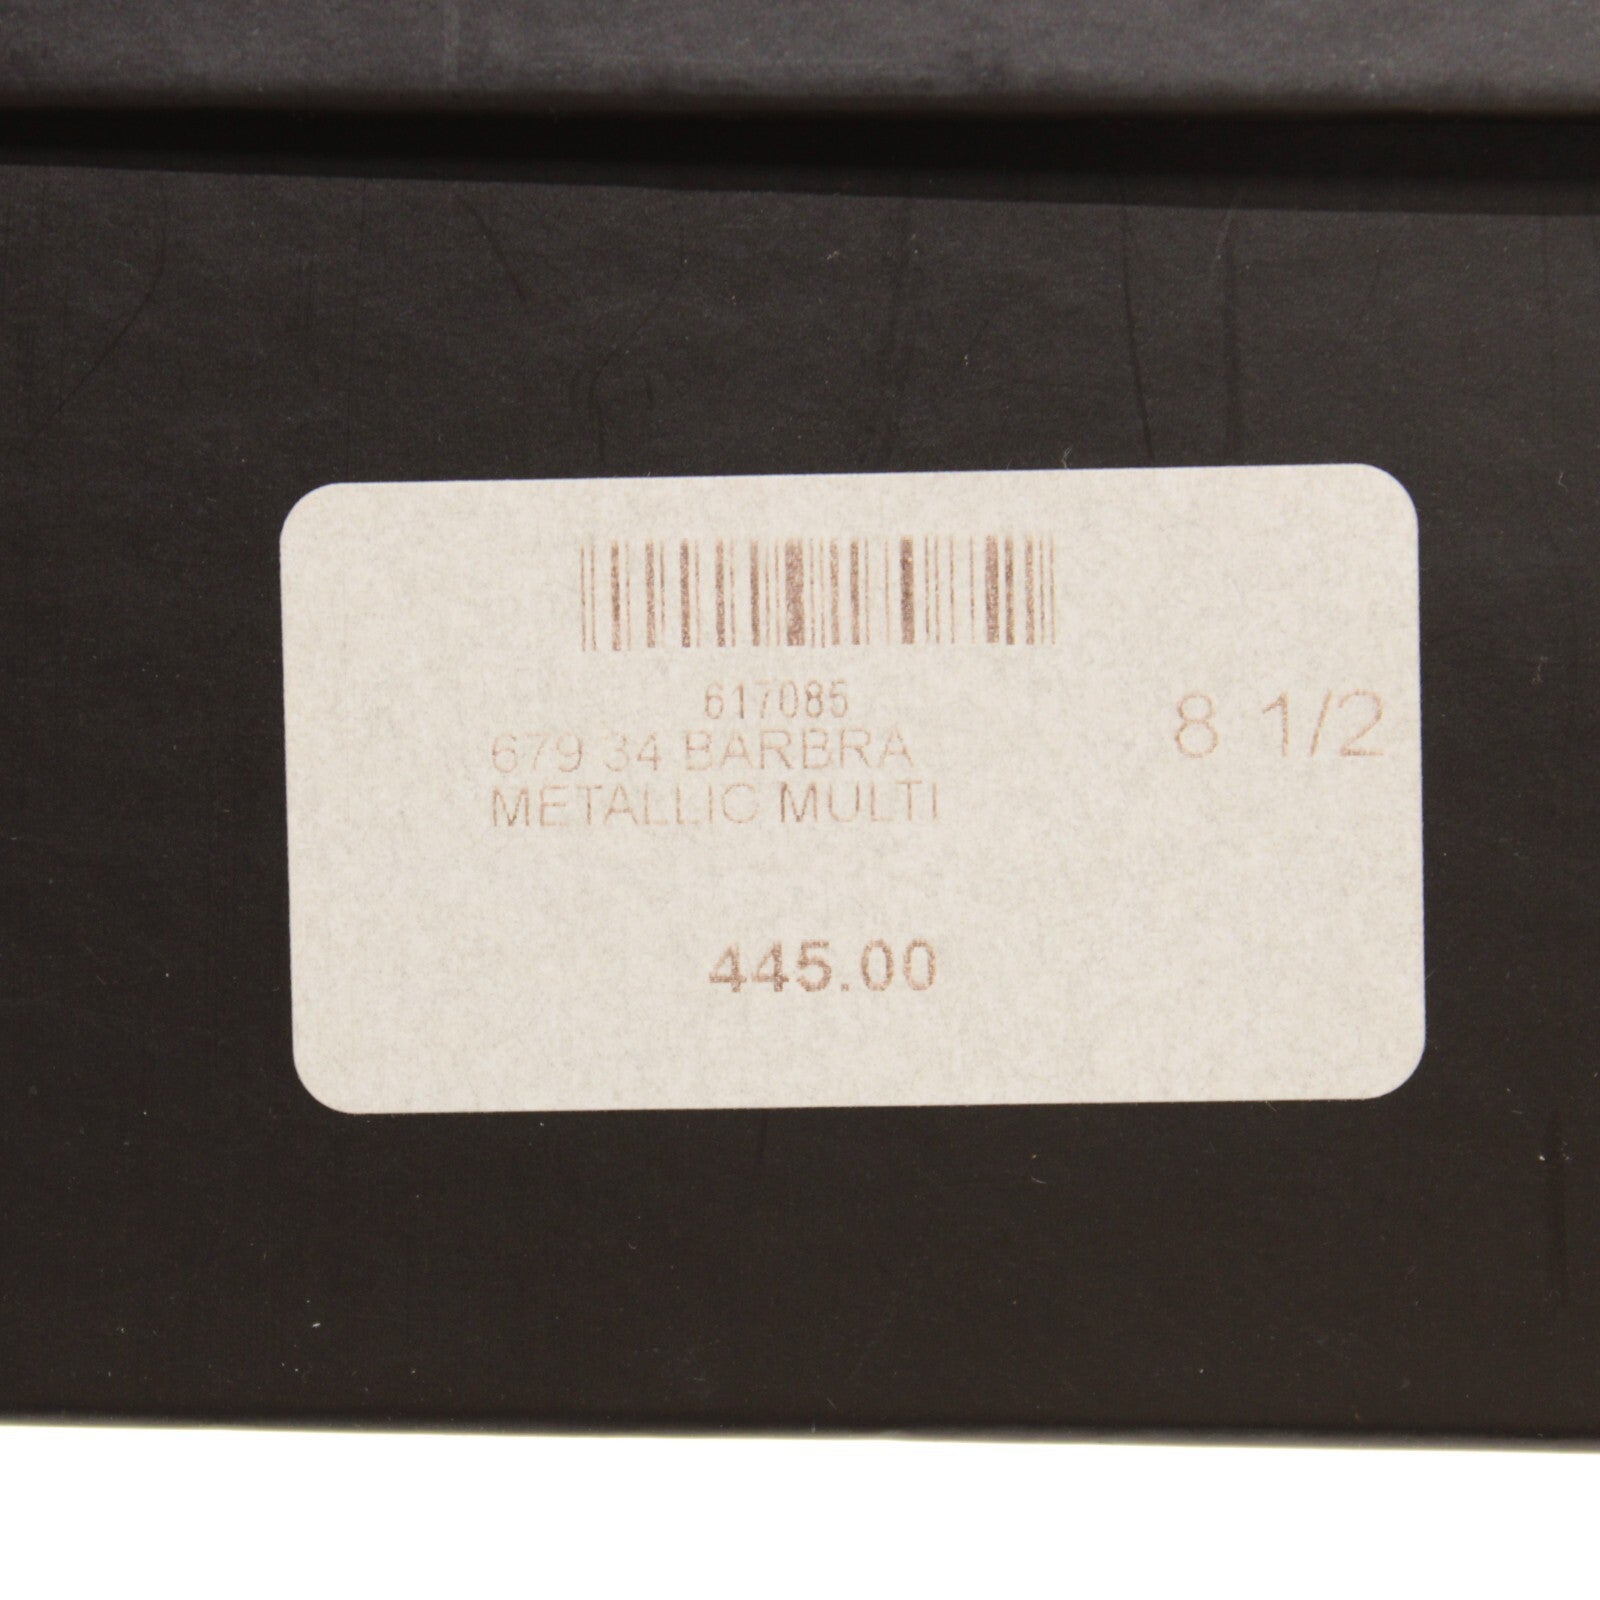 617085
679 34 BARBRA
METALLIC MULTI
8 1/2
445.00